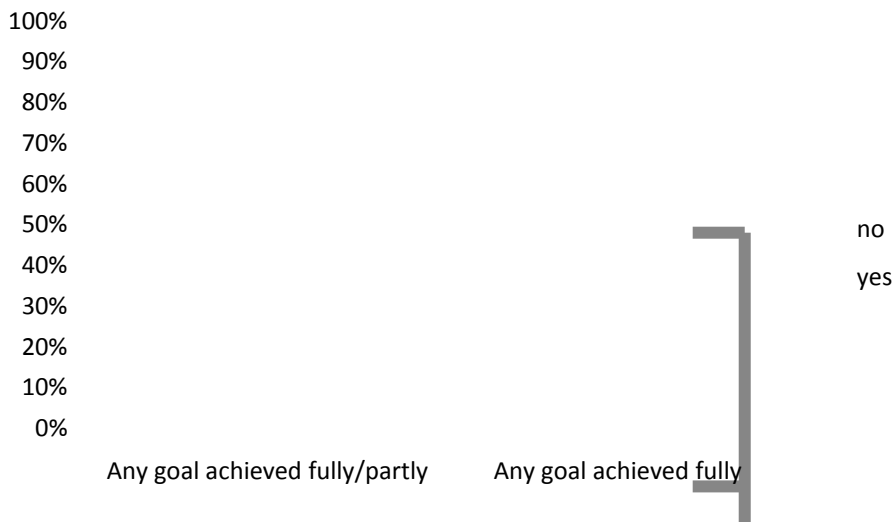 100%
90%
80%
70%
60%
50%
40%
30%
20%
10%
0%
no
yes
Any goal achieved fully/partly
Any goal achieved fully